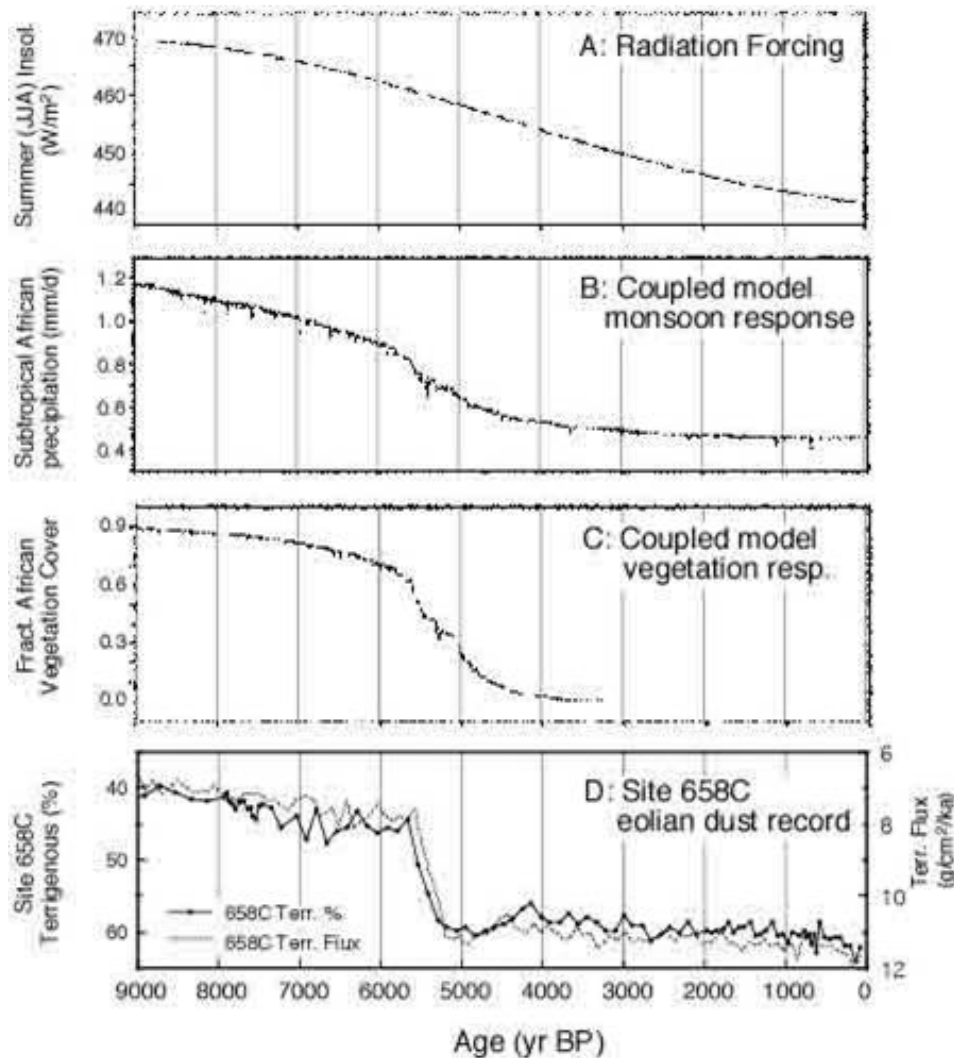 Summer (JJA) Insol.
(W/m²)
470
460
450
440
A: Radiation Forcing
Subtropical African
precipitation (mm/d)
1.2
1.0
0.8
0.6
0.4
B: Coupled model
monsoon response
Fract. African
Vegetation Cover
0.9
0.6
0.3
0.0
C: Coupled model
vegetation resp.
Site 658C
Terrigenous (%)
40
50
60
D: Site 658C
eolian dust record
658C Terr. %
658C Terr. Flux
6
8
10
12
Terr. Flux
(g/cm²/ka)
9000 8000 7000 6000 5000 4000 3000 2000 1000 0
Age (yr BP)